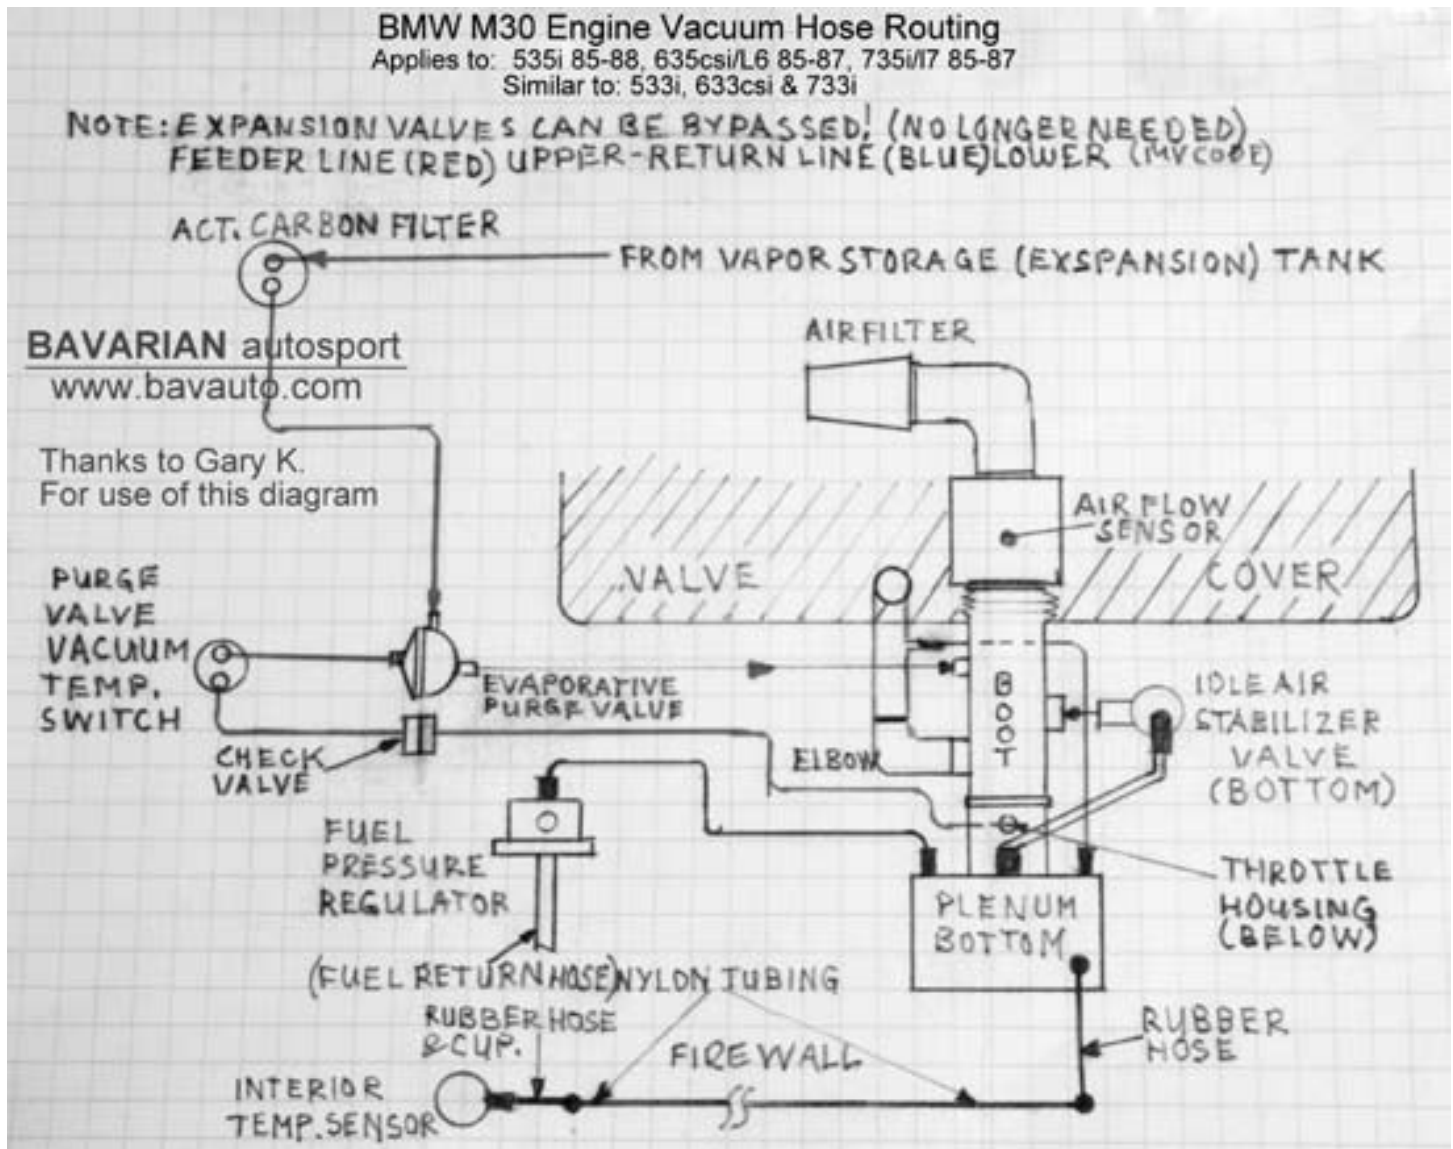 BMW M30 Engine Vacuum Hose Routing
Applies to: 535i 85-88, 635csi/L6 85-87, 735i/I7 85-87
Similar to: 533i, 633csi & 733i
NOTE: EXPANSION VALVES CAN BE BYPASSED! (NO LONGER NEEDED)
FEEDER LINE (RED) UPPER-RETURN LINE (BLUE) LOWER (MY CODE)
ACT. CARBON FILTER
FROM VAPOR STORAGE (EXSPANSION) TANK
BAVARIAN autosport
www.bavauto.com
Thanks to Gary K.
For use of this diagram
AIR FILTER
AIR FLOW
SENSOR
VALVE COVER
PURGE
VALVE
VACUUM
TEMP.
SWITCH
EVAPORATIVE
PURGE VALVE
CHECK
VALVE
BOOT
ELBOW
IDLE AIR
STABILIZER
VALVE
(BOTTOM)
FUEL
PRESSURE
REGULATOR
PLENUM
BOTTOM
THROTTLE
HOUSING
(BELOW)
(FUEL RETURN HOSE) NYLON TUBING
RUBBER HOSE
& CUP.
FIREWALL
RUBBER
HOSE
INTERIOR
TEMP. SENSOR